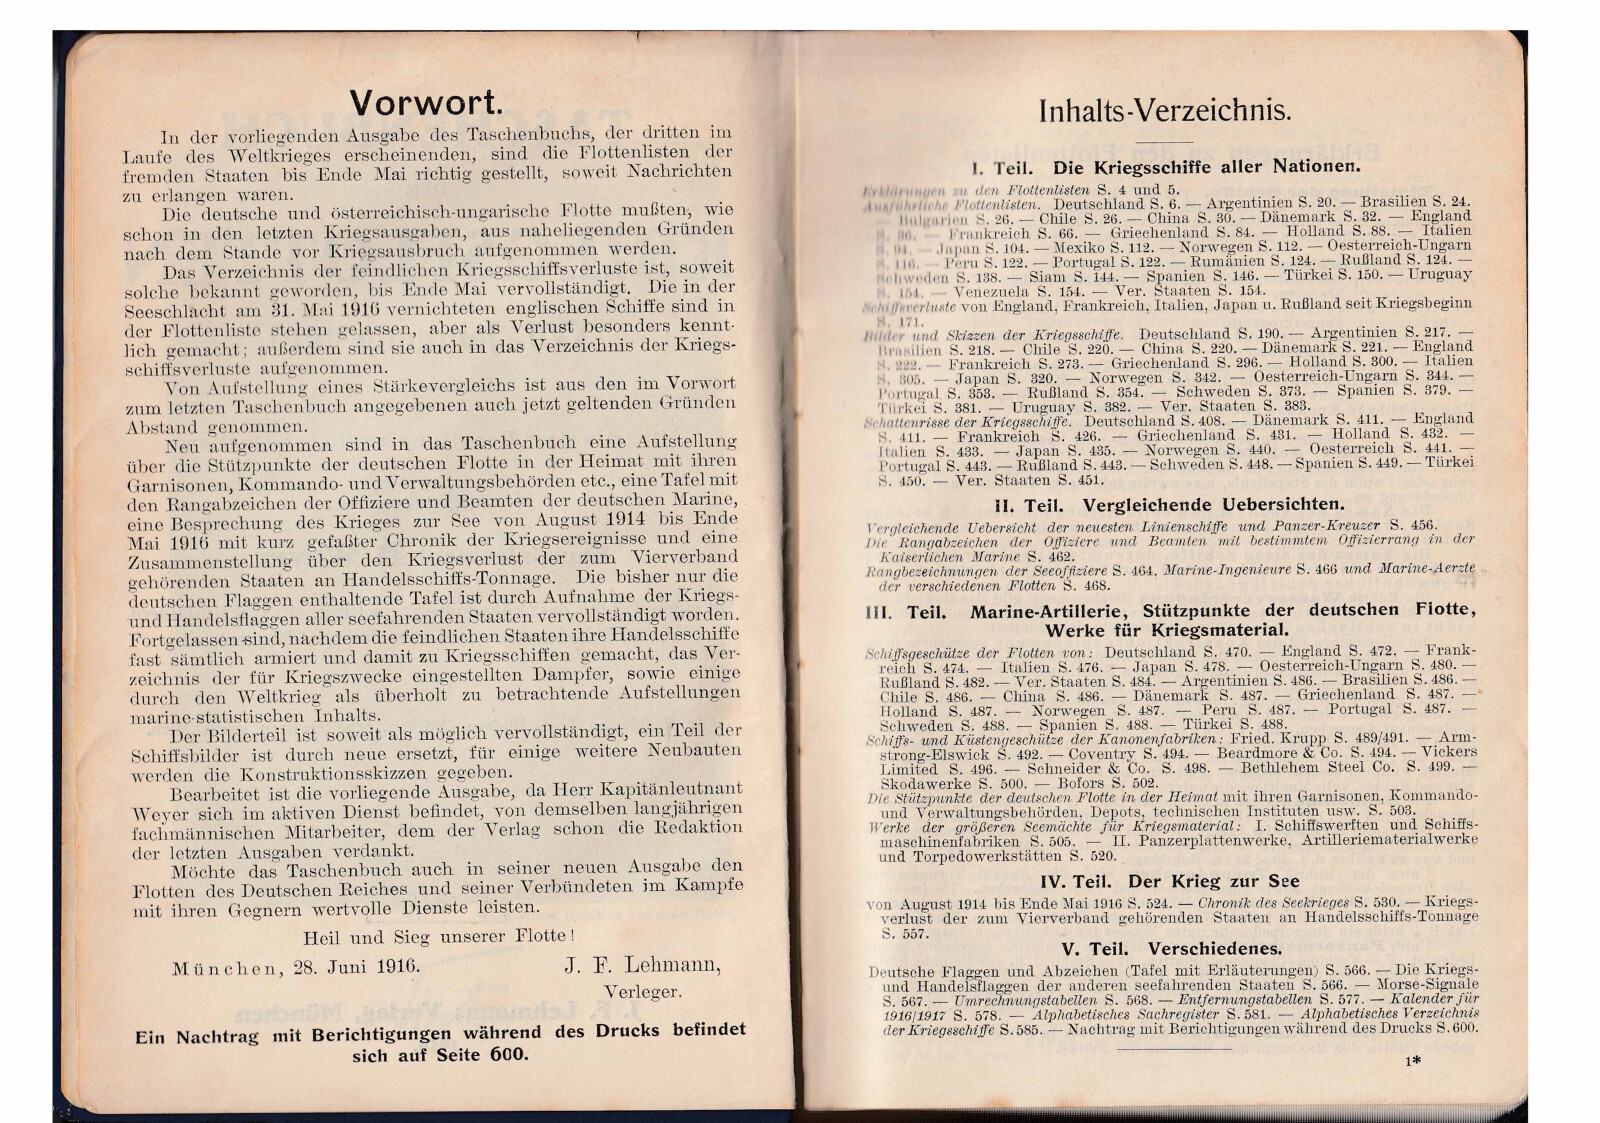 Vorwort.
In der vorliegenden Ausgabe des Taschenbuchs, der dritten im
Laufe des Weltkrieges erscheinenden, sind die Flottenlisten der
fremden Staaten bis Ende Mai richtig gestellt, soweit Nachrichten
zu erlangen waren.
Die deutsche und österreichisch-ungarische Flotte mußten, wie
schon in den letzten Kriegsausgaben, aus naheliegenden Gründen
nach dem Stande vor Kriegsausbruch aufgenommen werden.
Das Verzeichnis der feindlichen Kriegsschiffsverluste ist, soweit
solche bekannt geworden, bis Ende Mai vervollständigt. Die in der
Seeschlacht am 31. Mai 1916 vernichteten englischen Schiffe sind in
der Flottenliste stehen gelassen, aber als Verlust besonders kennt-
lich gemacht; außerdem sind sie auch in das Verzeichnis der Kriegs-
schiffsverluste aufgenommen.
Von Aufstellung eines Stärkevergleichs ist aus den im Vorwort
zum letzten Taschenbuch angegebenen auch jetzt geltenden Gründen
Abstand genommen.
Neu aufgenommen sind in das Taschenbuch eine Aufstellung
über die Stützpunkte der deutschen Flotte in der Heimat mit ihren
Garnisonen, Kommando- und Verwaltungsbehörden etc., eine Tafel mit
den Rangabzeichen der Offiziere und Beamten der deutschen Marine,
eine Besprechung des Krieges zur See von August 1914 bis Ende
Mai 1916 mit kurz gefaßter Chronik der Kriegsereignisse und eine
Zusammenstellung über den Kriegsverlust der zum Vierverband
gehörenden Staaten an Handelsschiffs-Tonnage. Die bisher nur die
deutschen Flaggen enthaltende Tafel ist durch Aufnahme der Kriegs-
und Handelsflaggen aller seefahrenden Staaten vervollständigt worden.
Fortgelassen sind, nachdem die feindlichen Staaten ihre Handelsschiffe
fast sämtlich armiert und damit zu Kriegsschiffen gemacht, das Ver-
zeichnis der für Kriegszwecke eingestellten Dampfer, sowie einige
durch den Weltkrieg als überholt zu betrachtende Aufstellungen
marine-statistischen Inhalts.
Der Bilderteil ist soweit als möglich vervollständigt, ein Teil der
Schiffsbilder ist durch neue ersetzt, für einige weitere Neubauten
werden die Konstruktionsskizzen gegeben.
Bearbeitet ist die vorliegende Ausgabe, da Herr Kapitänleutnant
Weyer sich im aktiven Dienst befindet, von demselben langjährigen
fachmännischen Mitarbeiter, dem der Verlag schon die Redaktion
der letzten Ausgaben verdankt.
Möchte das Taschenbuch auch in seiner neuen Ausgabe den
Flotten des Deutschen Reiches und seiner Verbündeten im Kampfe
mit ihren Gegnern wertvolle Dienste leisten.
Heil und Sieg unserer Flotte!
München, 28. Juni 1916. J. F. Lehmann,
Verleger.
Ein Nachtrag mit Berichtigungen während des Drucks befindet
sich auf Seite 600.
Inhalts-Verzeichnis.
I. Teil. Die Kriegsschiffe aller Nationen.
Erklärungen zu den Flottenlisten S. 4 und 5.
Ausführliche Flottenlisten. Deutschland S. 6. — Argentinien S. 20. — Brasilien S. 24.
— Bulgarien S. 26. — Chile S. 26. — China S. 30. — Dänemark S. 32. — England
S. 36. — Frankreich S. 66. — Griechenland S. 84. — Holland S. 88. — Italien
S. 94. — Japan S. 104. — Mexiko S. 112. — Norwegen S. 112. — Oesterreich-Ungarn
S. 116. — Peru S. 122. — Portugal S. 122. — Rumänien S. 124. — Rußland S. 124. —
Schweden S. 138. — Siam S. 144. — Spanien S. 146. — Türkei S. 150. — Uruguay
S. 154. — Venezuela S. 154. — Ver. Staaten S. 154.
Schiffsverluste von England, Frankreich, Italien, Japan u. Rußland seit Kriegsbeginn
S. 171.
Bilder und Skizzen der Kriegsschiffe. Deutschland S. 190. — Argentinien S. 217. —
Brasilien S. 218. — Chile S. 220. — China S. 220. — Dänemark S. 221. — England
S. 222. — Frankreich S. 273. — Griechenland S. 296. — Holland S. 300. — Italien
S. 305. — Japan S. 320. — Norwegen S. 342. — Oesterreich-Ungarn S. 344. —
Portugal S. 353. — Rußland S. 354. — Schweden S. 373. — Spanien S. 379. —
Türkei S. 381. — Uruguay S. 382. — Ver. Staaten S. 383.
Schattenrisse der Kriegsschiffe. Deutschland S. 408. — Dänemark S. 411. — England
S. 411. — Frankreich S. 426. — Griechenland S. 431. — Holland S. 432. —
Italien S. 433. — Japan S. 435. — Norwegen S. 440. — Oesterreich S. 441. —
Portugal S. 443. — Rußland S. 443. — Schweden S. 448. — Spanien S. 449. — Türkei
S. 450. — Ver. Staaten S. 451.
II. Teil. Vergleichende Uebersichten.
Vergleichende Uebersicht der neuesten Linienschiffe und Panzer-Kreuzer S. 456.
Die Rangabzeichen der Offiziere und Beamten mit bestimmtem Offizierrang in der
Kaiserlichen Marine S. 462.
Rangbezeichnungen der Seeoffiziere S. 464, Marine-Ingenieure S. 466 und Marine-Aerzte
der verschiedenen Flotten S. 468.
III. Teil. Marine-Artillerie, Stützpunkte der deutschen Flotte,
Werke für Kriegsmaterial.
Schiffsgeschütze der Flotten von: Deutschland S. 470. — England S. 472. — Frank-
reich S. 474. — Italien S. 476. — Japan S. 478. — Oesterreich-Ungarn S. 480. —
Rußland S. 482. — Ver. Staaten S. 484. — Argentinien S. 486. — Brasilien S. 486. —
Chile S. 486. — China S. 486. — Dänemark S. 487. — Griechenland S. 487. —
Holland S. 487. — Norwegen S. 487. — Peru S. 487. — Portugal S. 487. —
Schweden S. 488. — Spanien S. 488. — Türkei S. 488.
Schiffs- und Küstengeschütze der Kanonenfabriken: Fried. Krupp S. 489/491. — Arm-
strong-Elswick S. 492. — Coventry S. 494. — Beardmore & Co. S. 494. — Vickers
Limited S. 496. — Schneider & Co. S. 498. — Bethlehem Steel Co. S. 499. —
Skodawerke S. 500. — Bofors S. 502.
Die Stützpunkte der deutschen Flotte in der Heimat mit ihren Garnisonen, Kommando-
und Verwaltungsbehörden, Depots, technischen Instituten usw. S. 503.
Werke der größeren Seemächte für Kriegsmaterial: I. Schiffswerften und Schiffs-
maschinenfabriken S. 505. — II. Panzerplattenwerke, Artilleriematerialwerke
und Torpedowerkstätten S. 520.
IV. Teil. Der Krieg zur See
von August 1914 bis Ende Mai 1916 S. 524. — Chronik des Seekrieges S. 530. — Kriegs-
verlust der zum Vierverband gehörenden Staaten an Handelsschiffs-Tonnage
S. 557.
V. Teil. Verschiedenes.
Deutsche Flaggen und Abzeichen (Tafel mit Erläuterungen) S. 566. — Die Kriegs-
und Handelsflaggen der anderen seefahrenden Staaten S. 566. — Morse-Signale
S. 567. — Umrechnungstabellen S. 568. — Entfernungstabellen S. 577. — Kalender für
1916/1917 S. 578. — Alphabetisches Sachregister S. 581. — Alphabetisches Verzeichnis
der Kriegsschiffe S. 585. — Nachtrag mit Berichtigungen während des Drucks S. 600.
1*